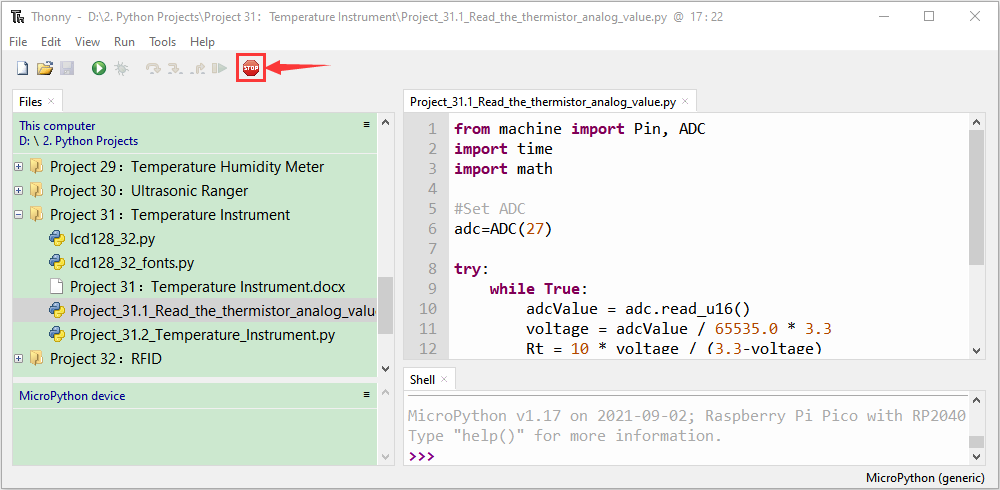 Thonny - D:\2. Python Projects\Project 31：Temperature Instrument\Project_31.1_Read_the_thermistor_analog_value.py @ 17 : 22
File Edit View Run Tools Help
STOP
Files
This computer
D: \ 2. Python Projects
Project 29：Temperature Humidity Meter
Project 30：Ultrasonic Ranger
Project 31：Temperature Instrument
lcd128_32.py
lcd128_32_fonts.py
Project 31：Temperature Instrument.docx
Project_31.1_Read_the_thermistor_analog_valu
Project_31.2_Temperature_Instrument.py
Project 32：RFID
MicroPython device
Project_31.1_Read_the_thermistor_analog_value.py
1 from machine import Pin, ADC
2 import time
3 import math
4
5 #Set ADC
6 adc=ADC(27)
7
8 try:
9 while True:
10 adcValue = adc.read_u16()
11 voltage = adcValue / 65535.0 * 3.3
12 Rt = 10 * voltage / (3.3-voltage)
Shell
MicroPython v1.17 on 2021-09-02; Raspberry Pi Pico with RP2040
Type "help()" for more information.
>>>
MicroPython (generic)